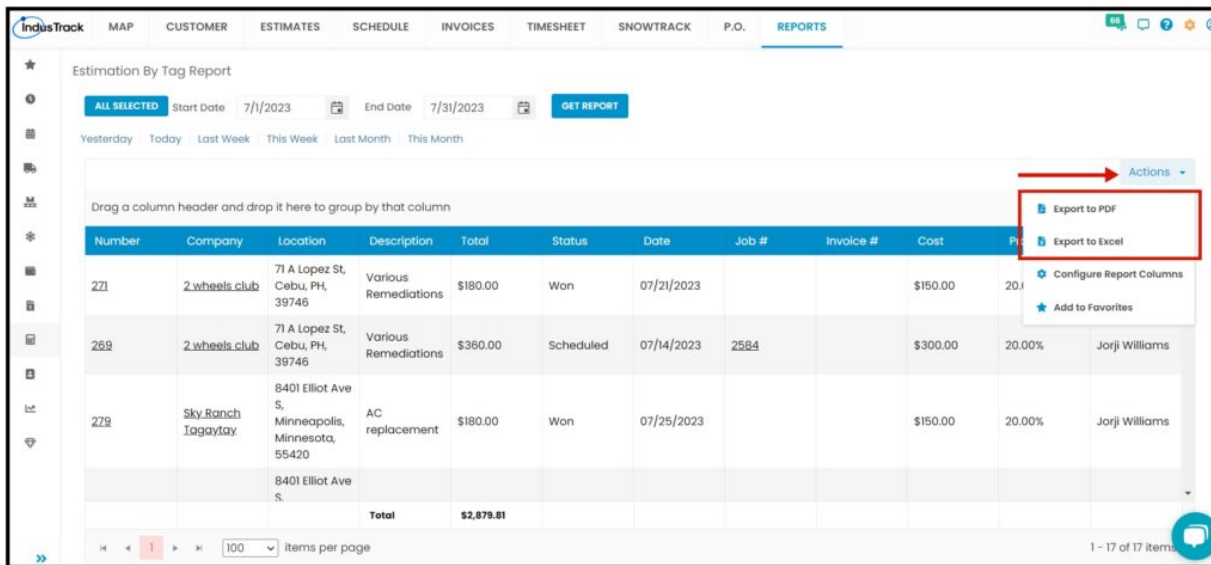 indusTrack MAP CUSTOMER ESTIMATES SCHEDULE INVOICES TIMESHEET SNOWTRACK P.O. REPORTS 66
Estimation By Tag Report
ALL SELECTED Start Date 7/1/2023 End Date 7/31/2023 GET REPORT
Yesterday Today Last Week This Week Last Month This Month
Actions
Export to PDF
Export to Excel
Configure Report Columns
Add to Favorites
Drag a column header and drop it here to group by that column
Number Company Location Description Total Status Date Job # Invoice # Cost
271 2 wheels club 71 A Lopez St, Cebu, PH, 39746 Various Remediations $180.00 Won 07/21/2023 $150.00
269 2 wheels club 71 A Lopez St, Cebu, PH, 39746 Various Remediations $360.00 Scheduled 07/14/2023 2584 $300.00 20.00% Jorji Williams
279 Sky Ranch Tagaytay 8401 Elliot Ave S, Minneapolis, Minnesota, 55420 AC replacement $180.00 Won 07/25/2023 $150.00 20.00% Jorji Williams
8401 Elliot Ave S,
Total $2,879.81
1 100 items per page 1 - 17 of 17 items